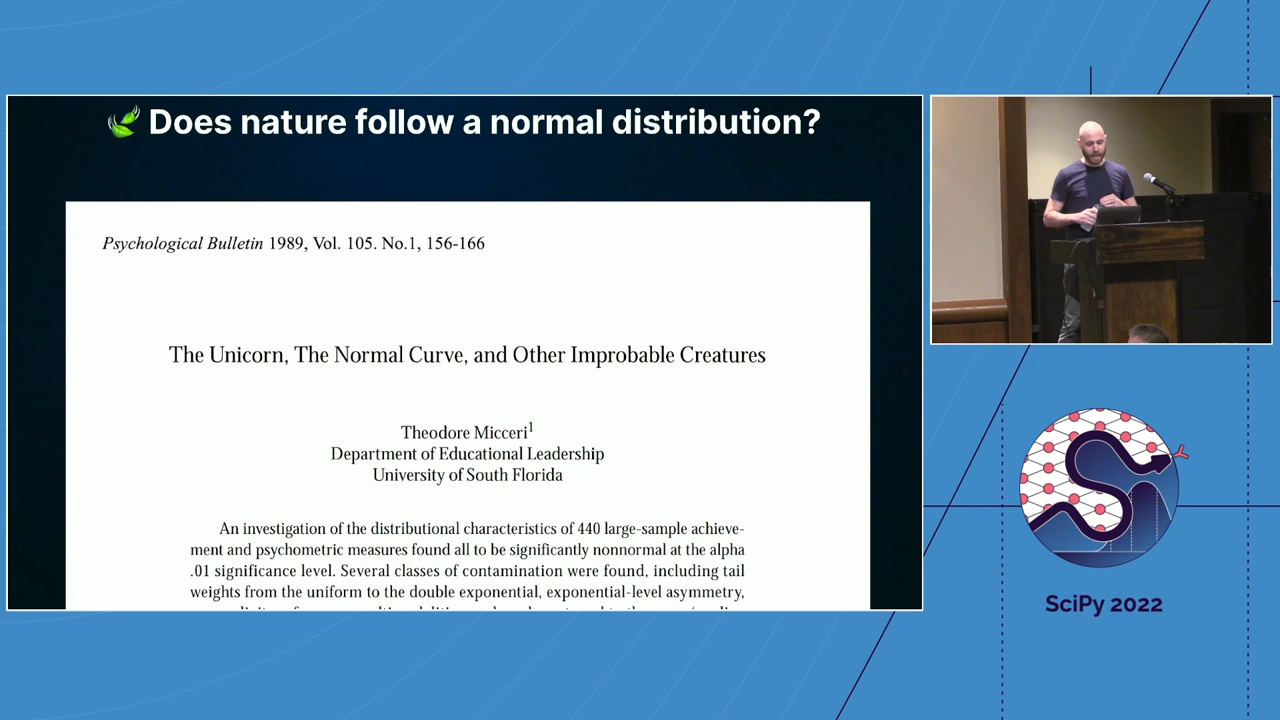 Does nature follow a normal distribution?
Psychological Bulletin 1989, Vol. 105. No.1, 156-166
The Unicorn, The Normal Curve, and Other Improbable Creatures
Theodore Micceri1
Department of Educational Leadership
University of South Florida
An investigation of the distributional characteristics of 440 large-sample achieve-
ment and psychometric measures found all to be significantly nonnormal at the alpha
.01 significance level. Several classes of contamination were found, including tail
weights from the uniform to the double exponential, exponential-level asymmetry,
SciPy 2022